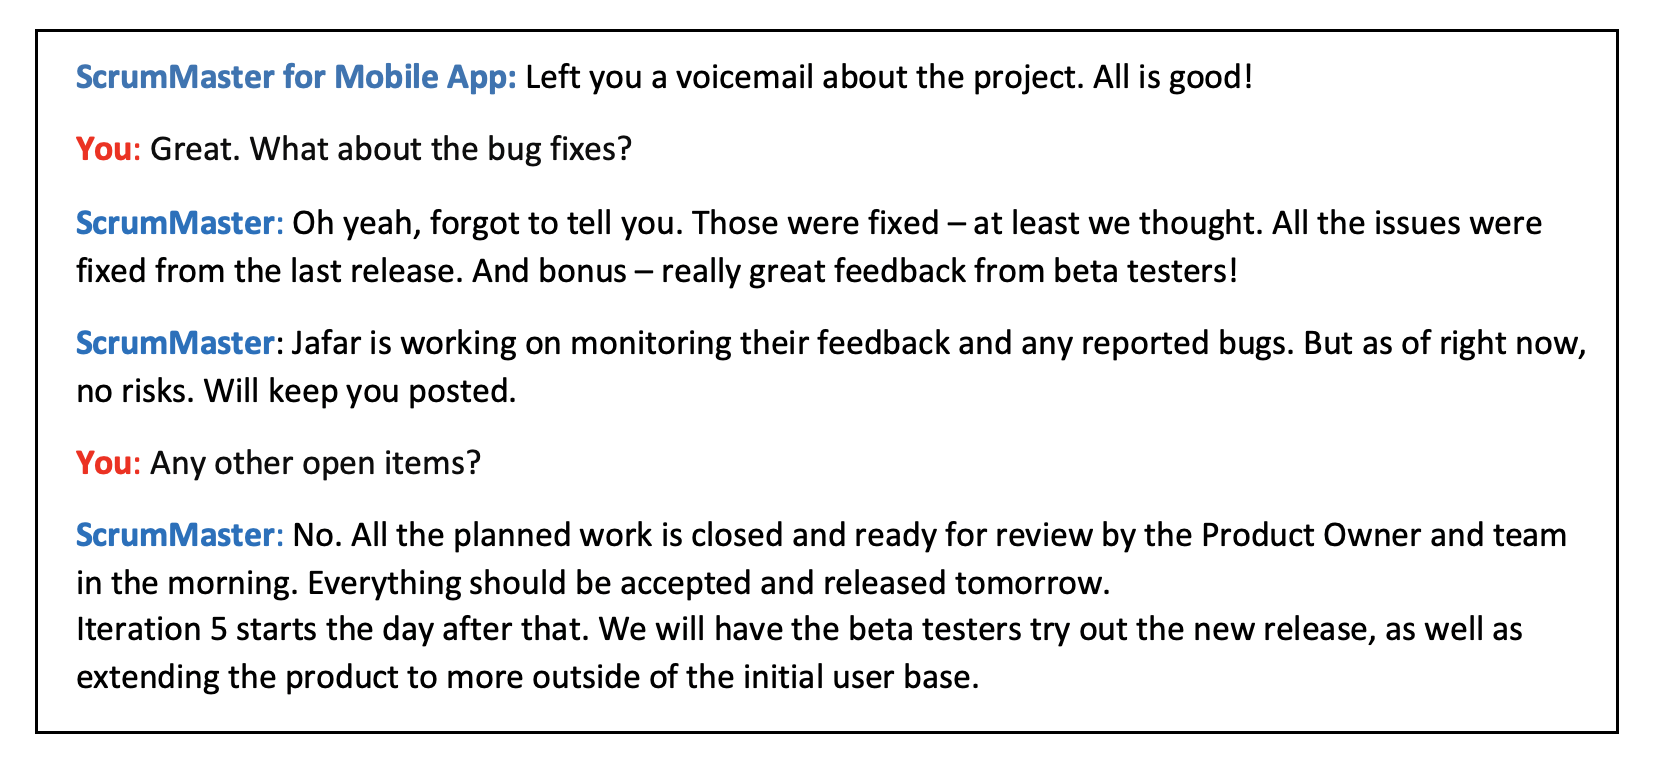 ScrumMaster for Mobile App: Left you a voicemail about the project. All is good!
You: Great. What about the bug fixes?
ScrumMaster: Oh yeah, forgot to tell you. Those were fixed – at least we thought. All the issues were
fixed from the last release. And bonus – really great feedback from beta testers!
ScrumMaster: Jafar is working on monitoring their feedback and any reported bugs. But as of right now,
no risks. Will keep you posted.
You: Any other open items?
ScrumMaster: No. All the planned work is closed and ready for review by the Product Owner and team
in the morning. Everything should be accepted and released tomorrow.
Iteration 5 starts the day after that. We will have the beta testers try out the new release, as well as
extending the product to more outside of the initial user base.